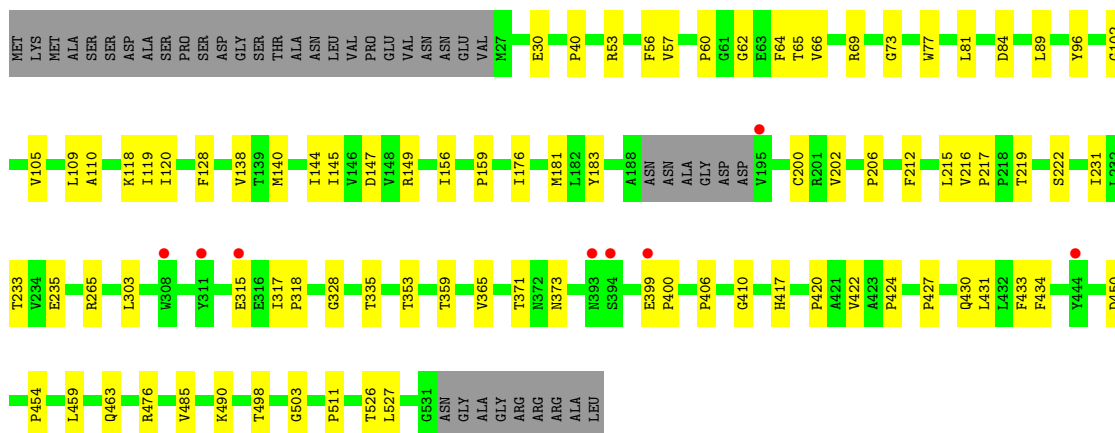 MET LYS MET ALA SER SER ASP ALA SER PRO SER ASP GLY SER THR ALA ASN LEU VAL PRO GLU VAL ASN ASN GLU VAL M27 E30 P40 R53 F56 V57 P60 G61 G62 E63 F64 T65 V66 R69 G73 W77 L81 D84 L89 Y96 G102
V105 L109 A110 K118 I119 I120 F128 V138 T139 M140 I144 I145 V146 D147 V148 R149 I156 P159 I176 M181 L182 Y183 A188 ASN ASN ALA GLY ASP ASP V195 C200 R201 V202 P206 F212 L215 V216 P217 P218 T219 S222 I231 L232
T233 V234 E235 R265 L303 W308 Y311 E315 E316 I317 P318 G328 T335 T353 T359 V365 T371 N372 N373 N393 S394 E399 P400 P406 G410 H417 P420 A421 V422 A423 P424 P427 Q430 L431 L432 F433 F434 Y444
P454 L459 Q463 R476 V485 K490 T498 G503 P511 T526 L527 G531 ASN GLY ALA GLY ARG ARG ARG ALA LEU